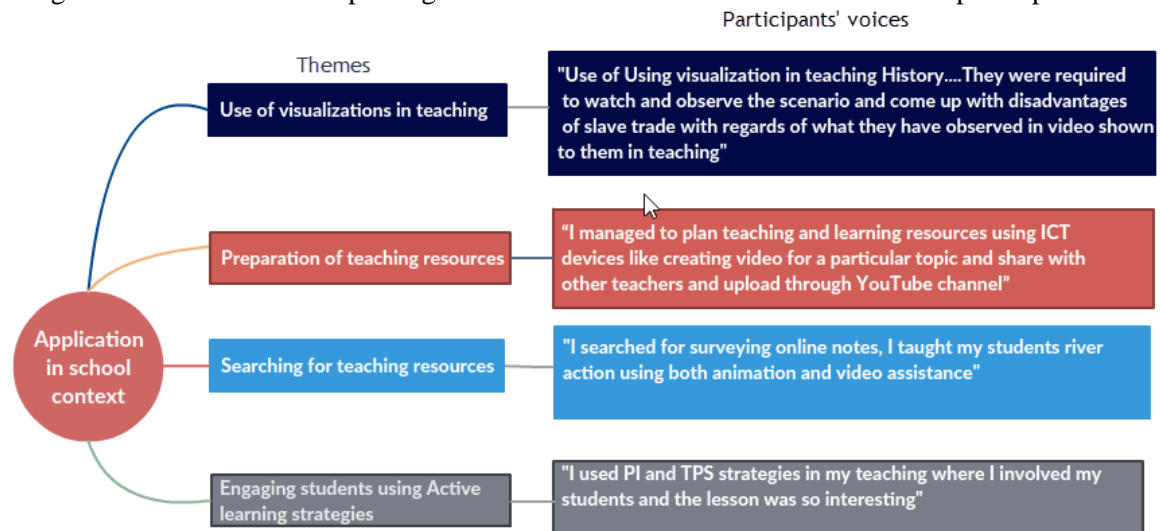 Participants' voices
Themes
Use of visualizations in teaching
"Use of Using visualization in teaching History....They were required
to watch and observe the scenario and come up with disadvantages
of slave trade with regards of what they have observed in video shown
to them in teaching"
Preparation of teaching resources
“I managed to plan teaching and learning resources using ICT
devices like creating video for a particular topic and share with
other teachers and upload through YouTube channel”
Application
in school
context
Searching for teaching resources
"I searched for surveying online notes, I taught my students river
action using both animation and video assistance"
Engaging students using Active
learning strategies
"I used PI and TPS strategies in my teaching where I involved my
students and the lesson was so interesting"